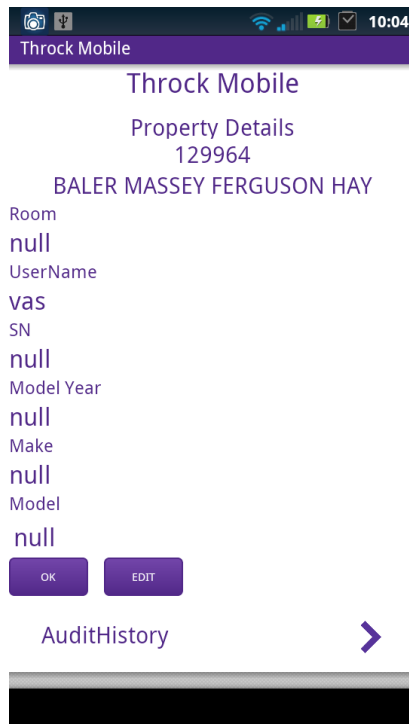 10:04
Throck Mobile
Throck Mobile
Property Details
129964
BALER MASSEY FERGUSON HAY
Room
null
UserName
vas
SN
null
Model Year
null
Make
null
Model
null
OK EDIT
AuditHistory